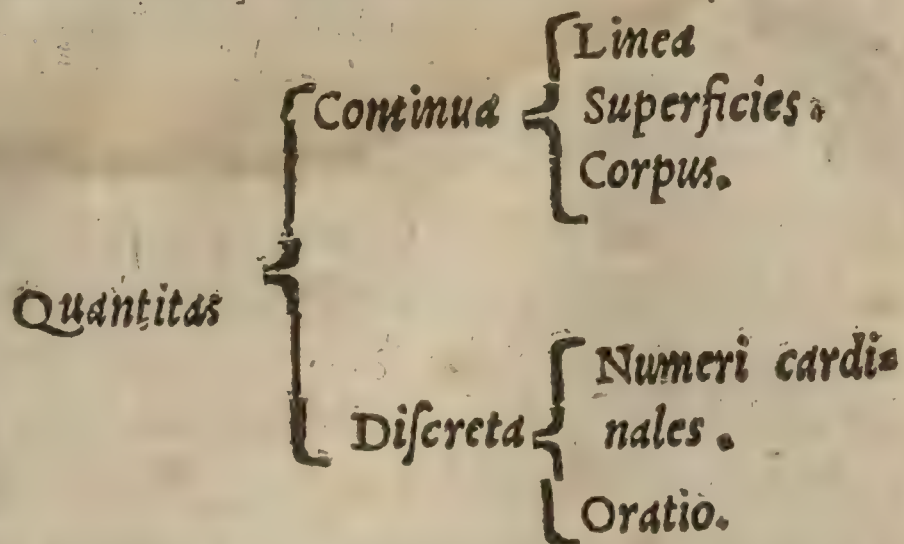 Quantitas
Continua
Linea
Superficies.
Corpus.
Diſcreta
Numeri cardi=
nales.
Oratio.